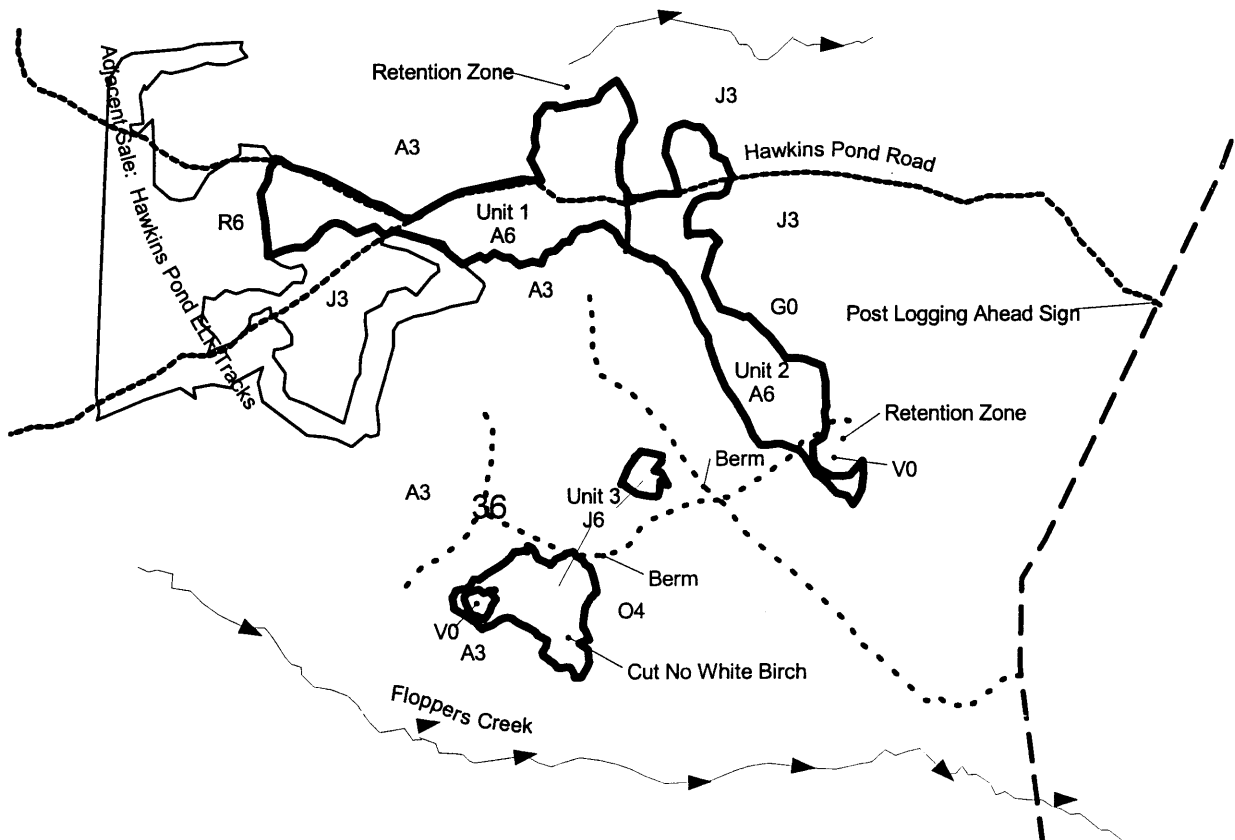 Retention Zone
J3
A3
Hawkins Pond Road
Adjacent Sale: Hawkins Pond ELK Tracks
R6
Unit 1
A6
J3
J3
A3
G0
Post Logging Ahead Sign
Unit 2
A6
Retention Zone
Berm
V0
A3
36
Unit 3
J6
Berm
O4
V0
A3
Cut No White Birch
Floppers Creek